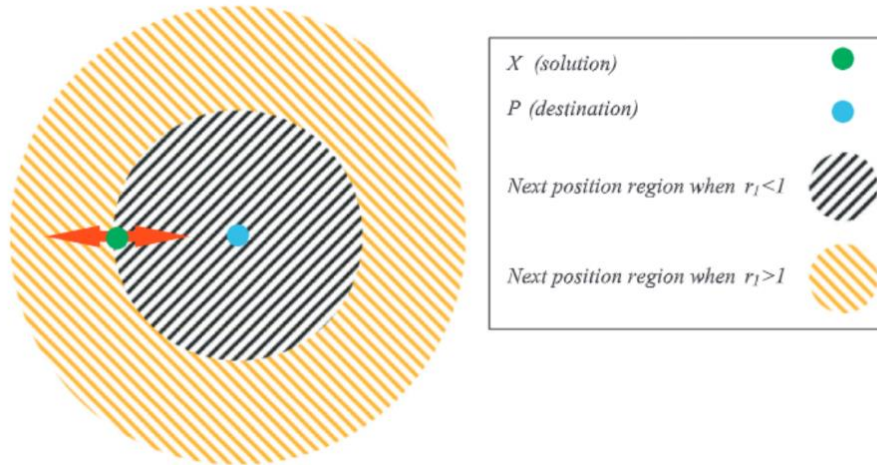 X (solution)
P (destination)
Next position region when r₁<1
Next position region when r₁>1